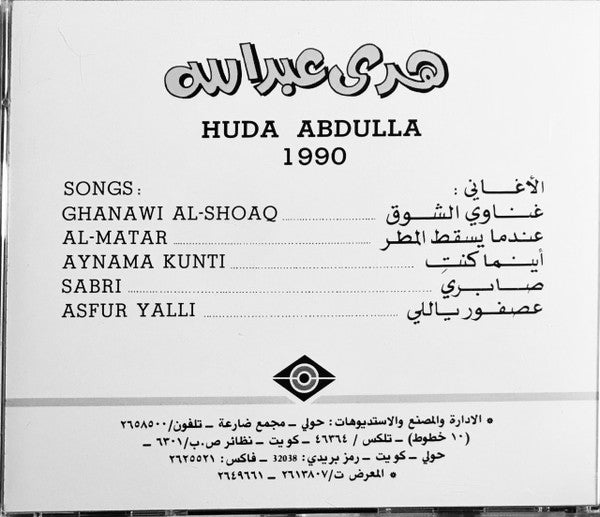 هدى عبدالله
HUDA ABDULLA
1990
SONGS: الأغاني :
GHANAWI AL-SHOAQ غناوي الشوق
AL-MATAR عندما يسقط المطر
AYNAMA KUNTI أينما كنتِ
SABRI صابري
ASFUR YALLI عصفور ياللي
* الادارة والمصنع والاستديوهات: حولي - مجمع ضارعة - تلفون/٢٦٥٨٥٠٠
(١٠ خطوط) - تلكس / ٤٦٣٦٤ - كويت - نظائر ص.ب/٦٣٠١ -
حولي - كويت - رمز بريدي: 32038 - فاكس: ٢٦٢٥٥٢١
* المعرض ت/٢٦١٣٨٠٧ - ٢٦٤٩٦٦١